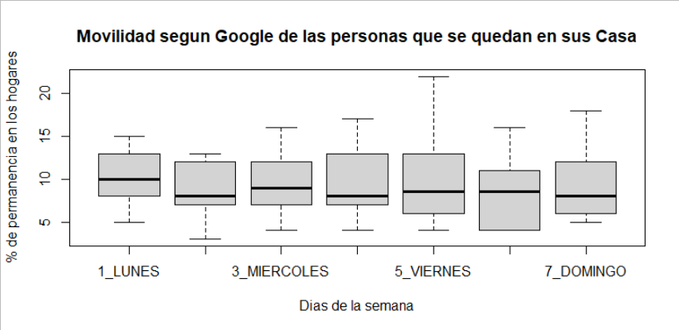 Movilidad segun Google de las personas que se quedan en sus Casa
% de permanencia en los hogares
20
15
10
5
1_LUNES 3_MIERCOLES 5_VIERNES 7_DOMINGO
Dias de la semana